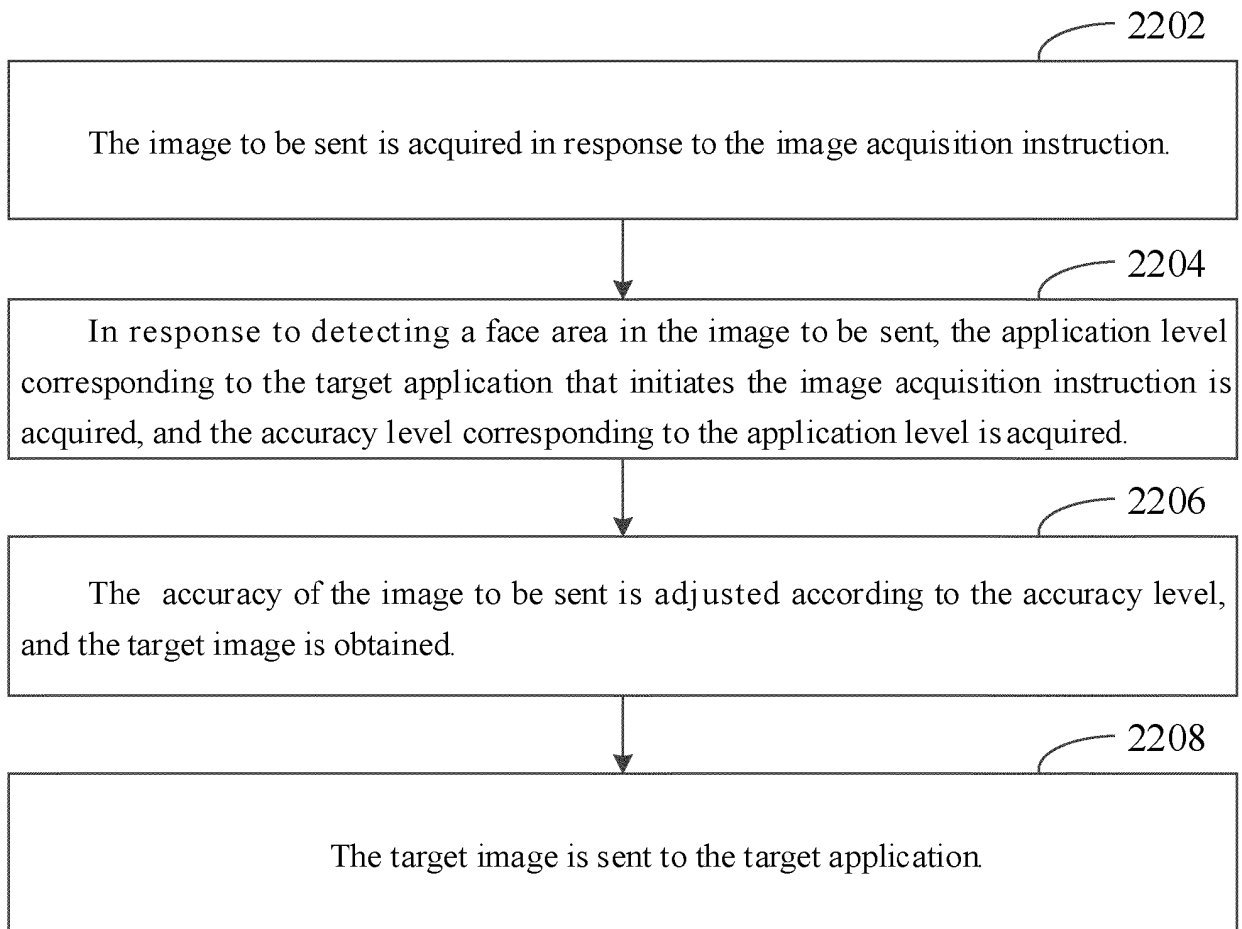 2202
The image to be sent is acquired in response to the image acquisition instruction.
2204
In response to detecting a face area in the image to be sent, the application level
corresponding to the target application that initiates the image acquisition instruction is
acquired, and the accuracy level corresponding to the application level is acquired.
2206
The accuracy of the image to be sent is adjusted according to the accuracy level,
and the target image is obtained.
2208
The target image is sent to the target application.